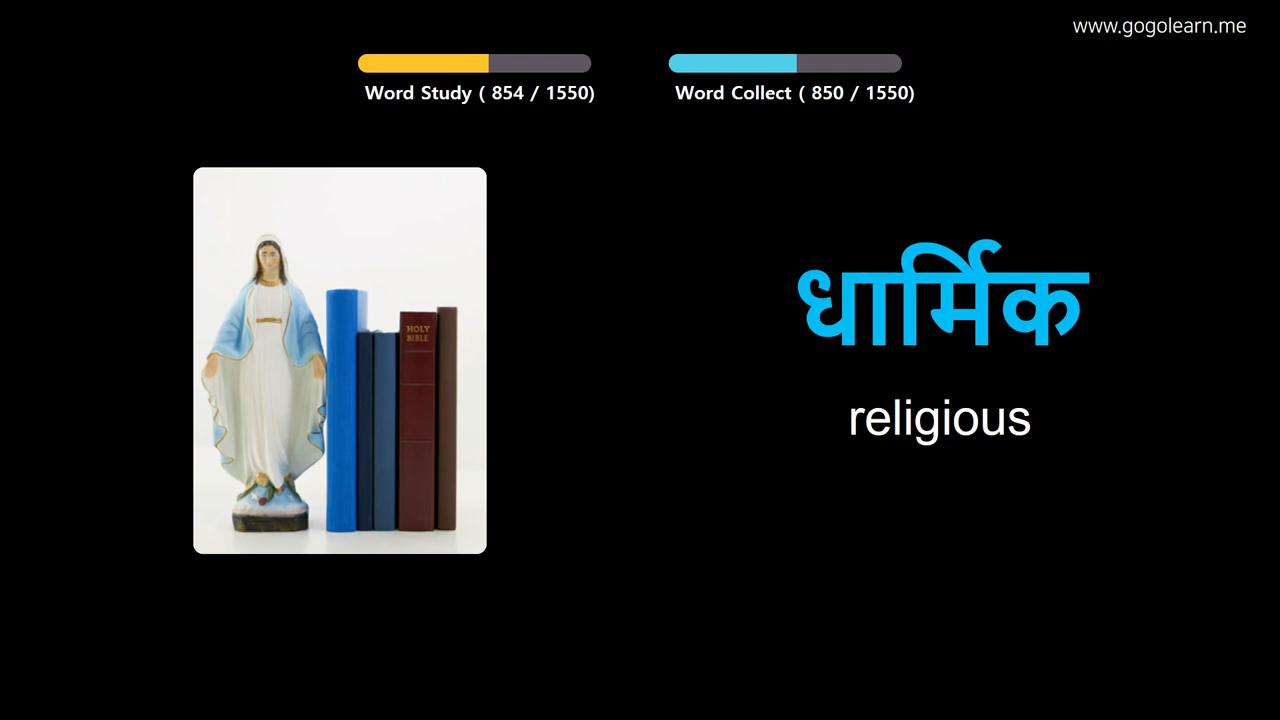 www.gogolearn.me
Word Study ( 854 / 1550)
Word Collect ( 850 / 1550)
HOLY
BIBLE
धार्मिक
religious